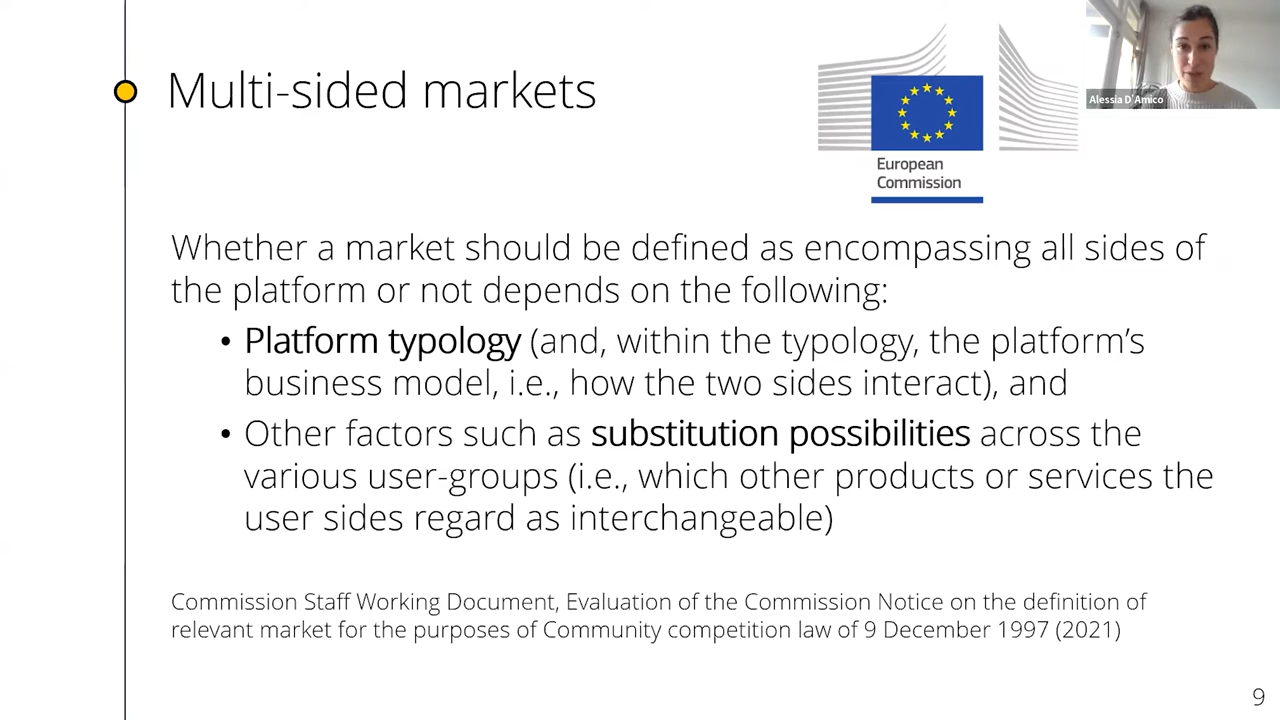 Multi-sided markets
European
Commission
Alessia D'Amico
Whether a market should be defined as encompassing all sides of
the platform or not depends on the following:
• Platform typology (and, within the typology, the platform’s
business model, i.e., how the two sides interact), and
• Other factors such as substitution possibilities across the
various user-groups (i.e., which other products or services the
user sides regard as interchangeable)
Commission Staff Working Document, Evaluation of the Commission Notice on the definition of
relevant market for the purposes of Community competition law of 9 December 1997 (2021)
9